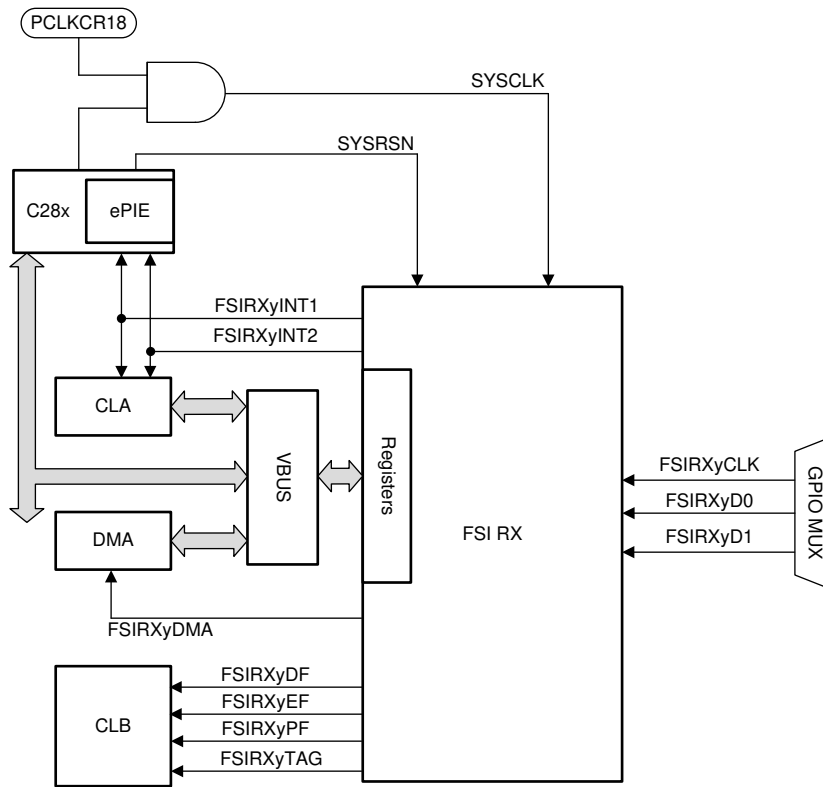 PCLKCR18
SYSCLK
SYSRSN
C28x
ePIE
FSIRXyINT1
FSIRXyINT2
CLA
VBUS
Registers
FSI RX
FSIRXyCLK
FSIRXyD0
FSIRXyD1
GPIO MUX
DMA
FSIRXyDMA
CLB
FSIRXyDF
FSIRXyEF
FSIRXyPF
FSIRXyTAG